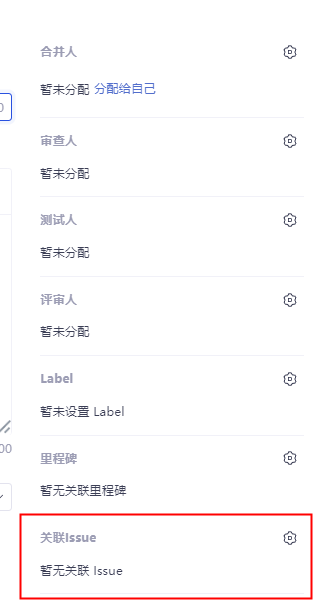 合并人
暂未分配 分配给自己
审查人
暂未分配
测试人
暂未分配
评审人
暂未分配
Label
暂未设置 Label
里程碑
暂无关联里程碑
关联Issue
暂无关联 Issue